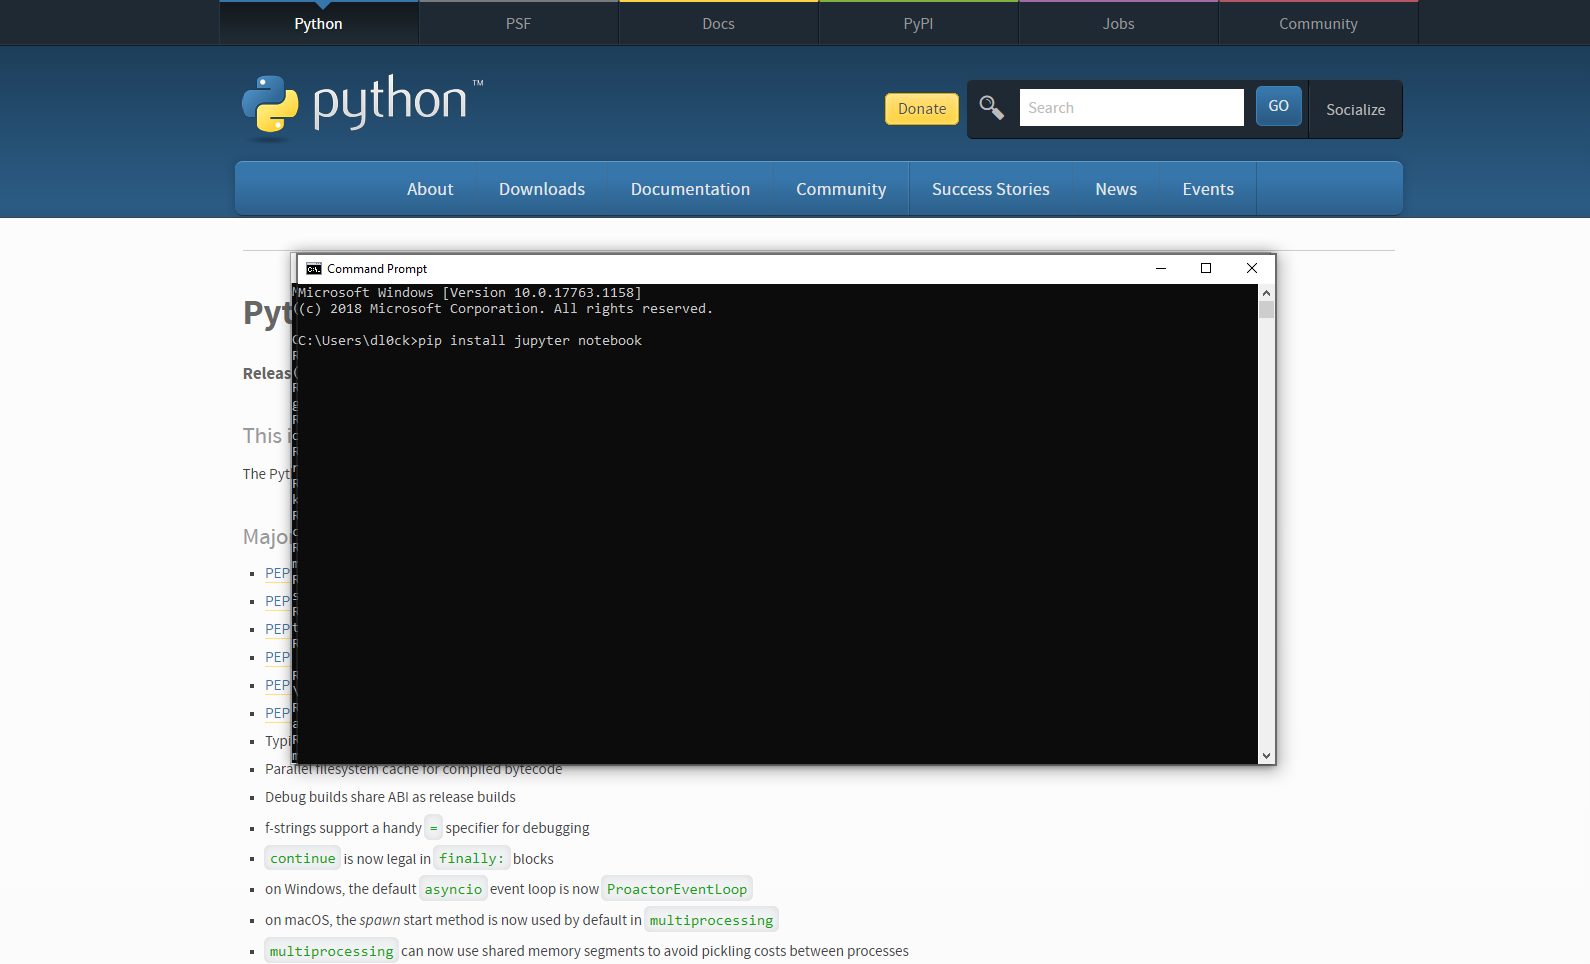 Python PSF Docs PyPI Jobs Community
python™
Donate Search GO Socialize
About Downloads Documentation Community Success Stories News Events
Command Prompt
Microsoft Windows [Version 10.0.17763.1158]
(c) 2018 Microsoft Corporation. All rights reserved.
C:\Users\dl0ck>pip install jupyter notebook
Pyt
Releas
This i
The Pyt
Major
PEP
PEP
PEP
PEP
PEP
PEP
Typi
Parallel filesystem cache for compiled bytecode
Debug builds share ABI as release builds
f-strings support a handy = specifier for debugging
continue is now legal in finally: blocks
on Windows, the default asyncio event loop is now ProactorEventLoop
on macOS, the spawn start method is now used by default in multiprocessing
multiprocessing can now use shared memory segments to avoid pickling costs between processes